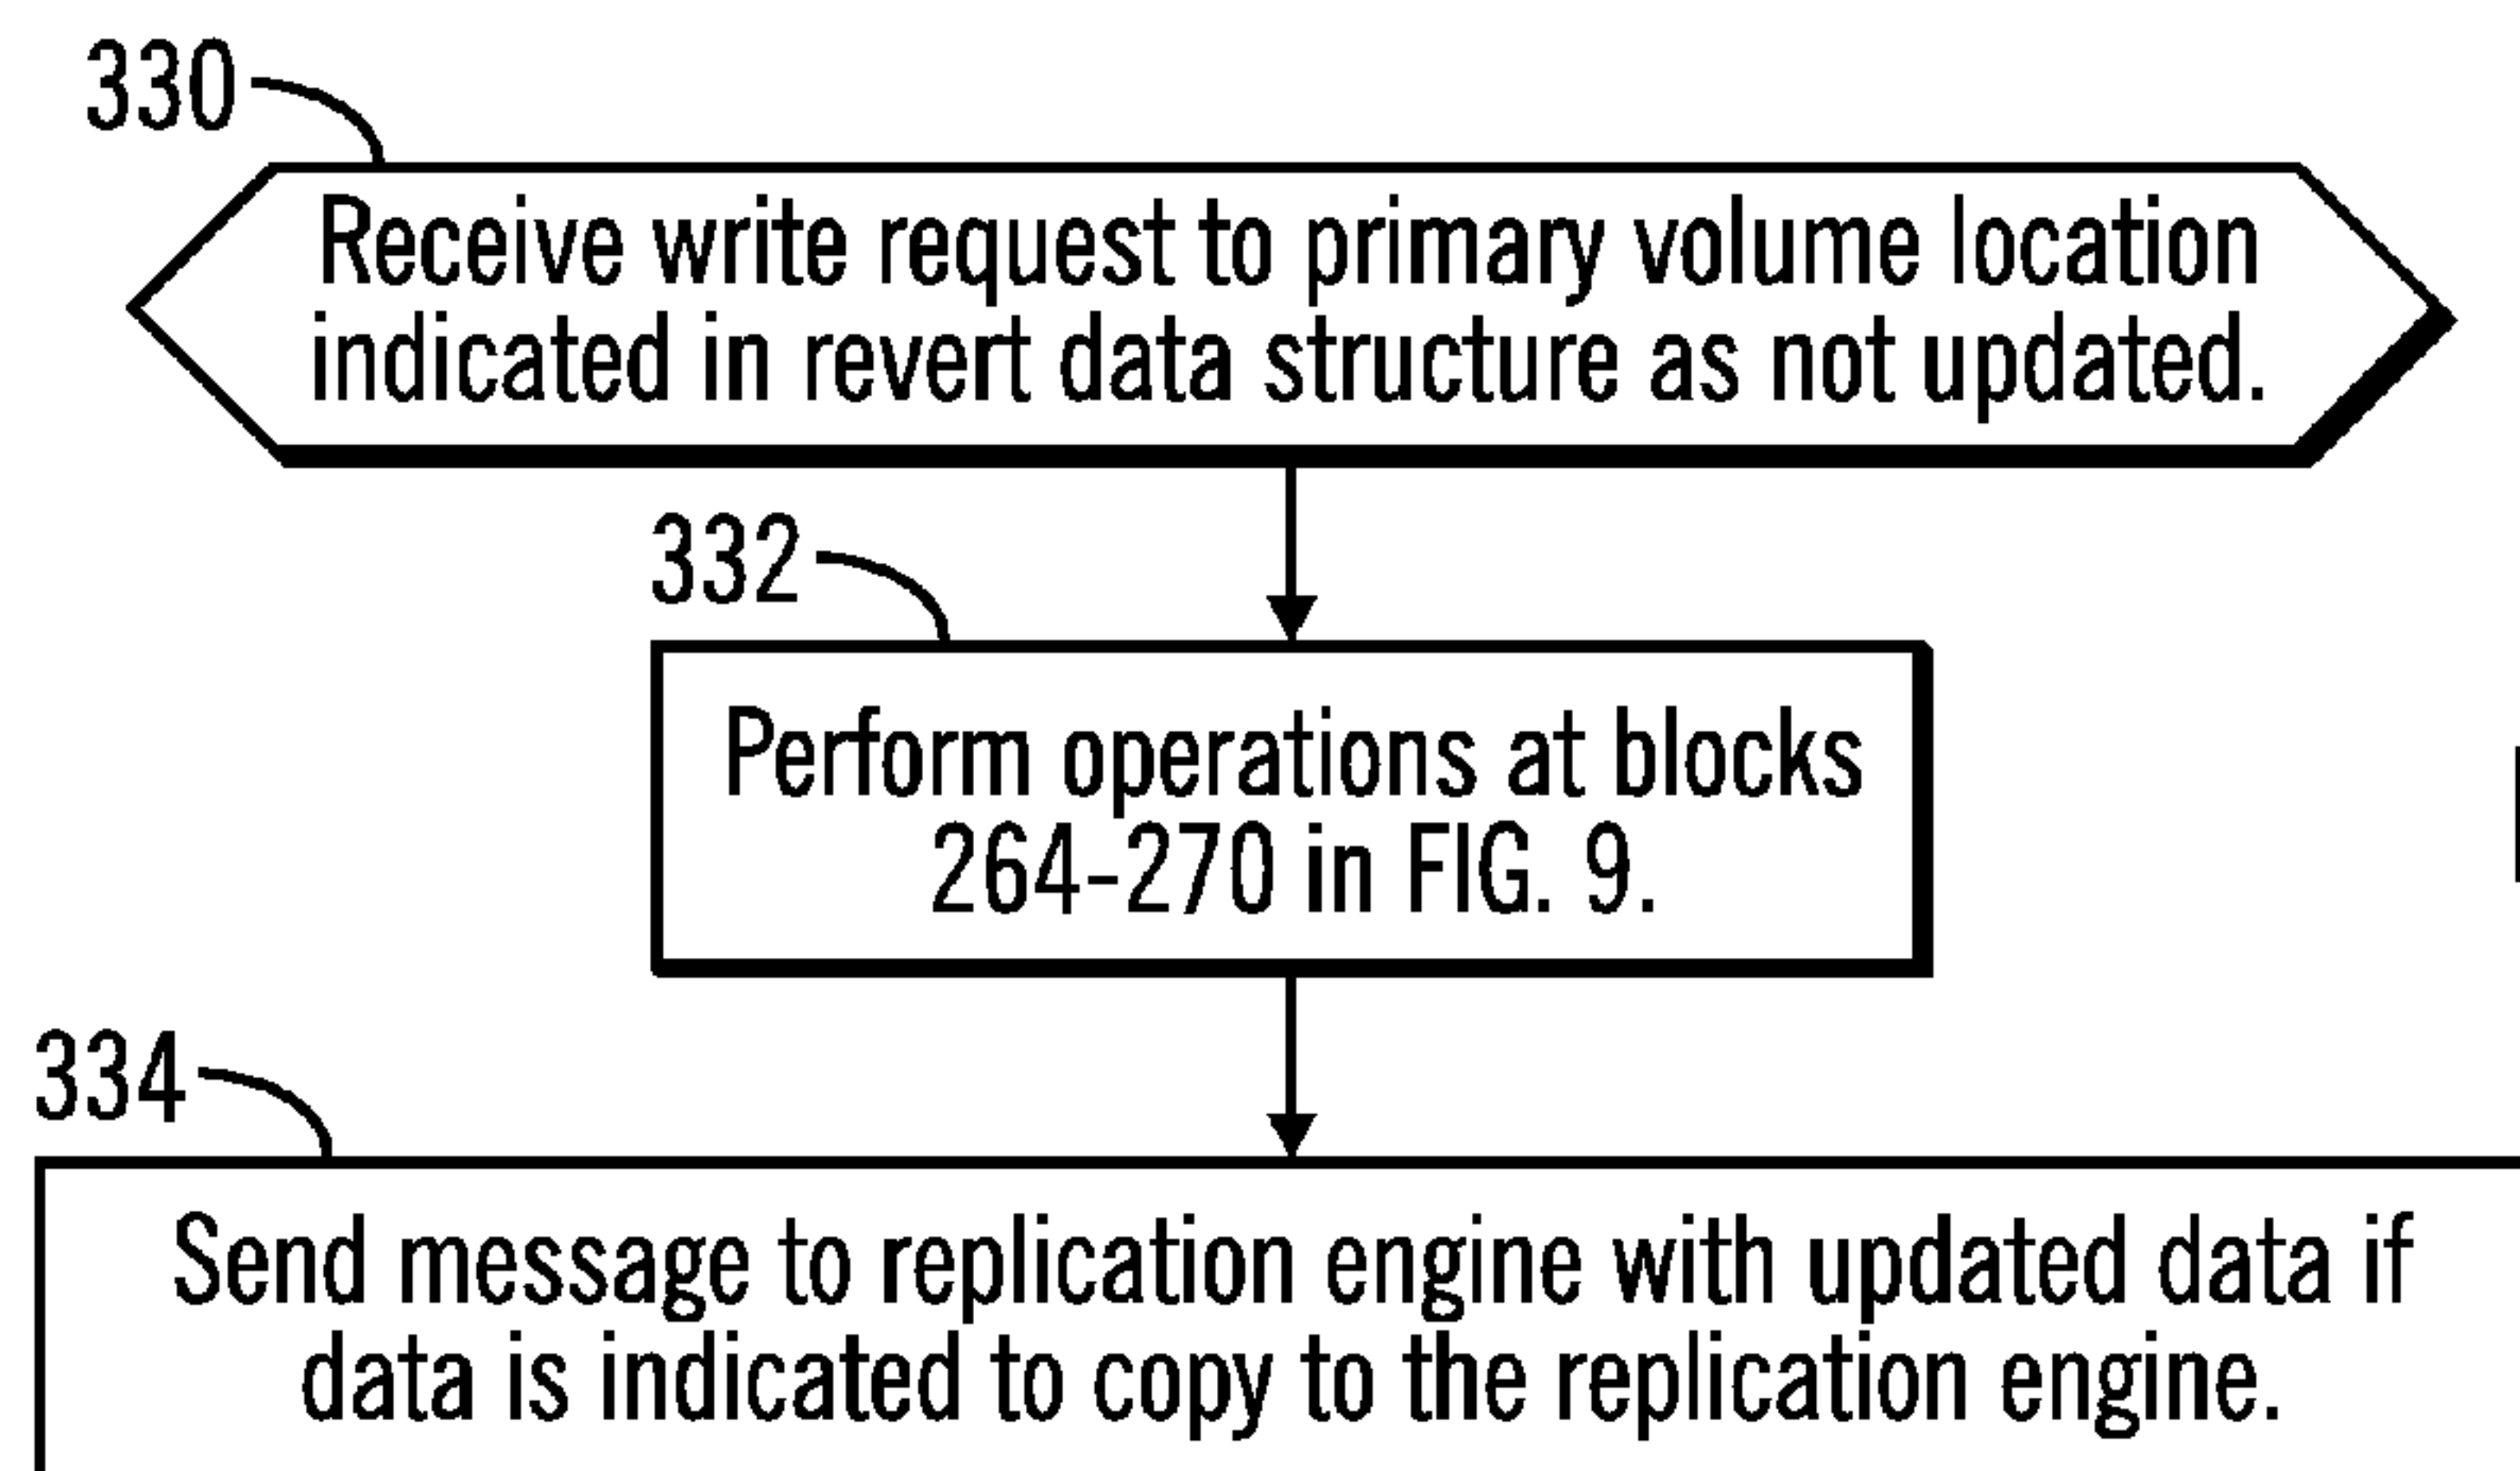 330
Receive write request to primary volume location
indicated in revert data structure as not updated.
332
Perform operations at blocks
264-270 in FIG. 9.
334
Send message to replication engine with updated data if
data is indicated to copy to the replication engine.